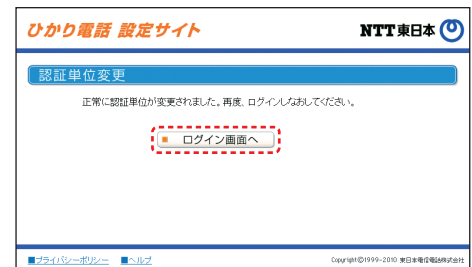 ひかり電話 設定サイト
NTT東日本
認証単位変更
正常に認証単位が変更されました。再度、ログインしなおしてください。
ログイン画面へ
■プライバシーポリシー ■ヘルプ
Copyright©1999-2010 東日本電信電話株式会社